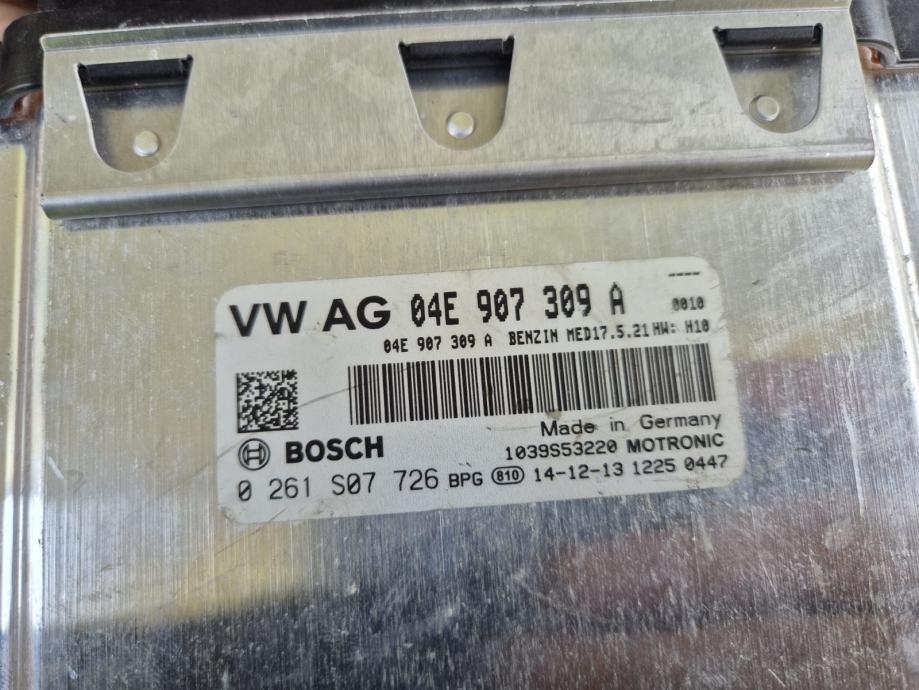 ----
VW AG 04E 907 309 A 0010
04E 907 309 A BENZIN MED17.5.21 HW: H10
Made in Germany
BOSCH 1039S53220 MOTRONIC
0 261 S07 726 BPG 810 14-12-13 1225 0447